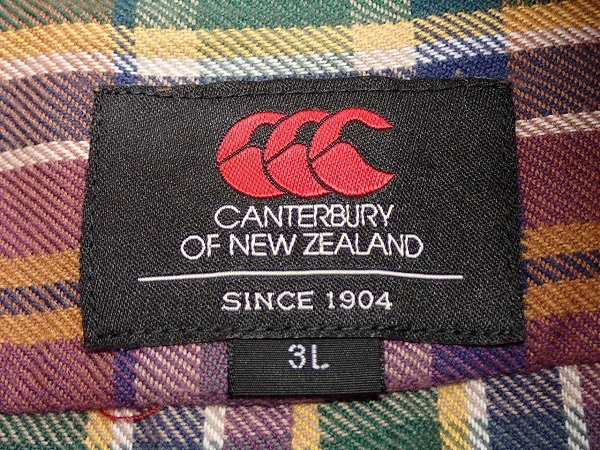 CANTERBURY
OF NEW ZEALAND
SINCE 1904
3L